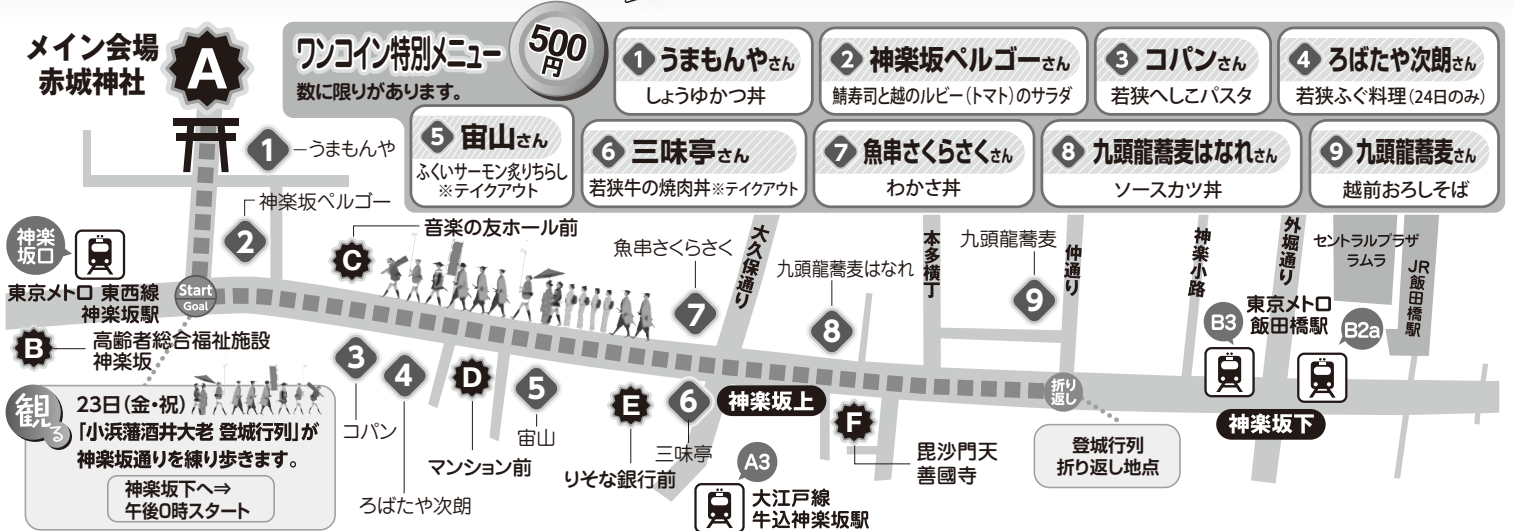 メイン会場
赤城神社
A
ワンコイン特別メニュー
数に限りがあります。
500
円
1 うまもんやさん
しょうゆかつ丼
2 神楽坂ペルゴーさん
鯖寿司と越のルビー(トマト)のサラダ
3 コパンさん
若狭へしこパスタ
4 ろばたや次朗さん
若狭ふぐ料理(24日のみ)
5 宙山さん
ふくいサーモン炙りちらし
※テイクアウト
6 三味亭さん
若狭牛の焼肉丼※テイクアウト
7 魚串さくらさくさん
わかさ丼
8 九頭龍蕎麦はなれさん
ソースカツ丼
9 九頭龍蕎麦さん
越前おろしそば
1 うまもんや
2 神楽坂ペルゴー
神楽
坂口
東京メトロ 東西線
神楽坂駅
Start
Goal
B 高齢者総合福祉施設
神楽坂
C 音楽の友ホール前
魚串さくらさく
7
大久保通り
九頭龍蕎麦はなれ
8
本多横丁
九頭龍蕎麦
9
仲通り
神楽小路
外堀通り
セントラルプラザ
ラムラ
JR飯田橋駅
東京メトロ
飯田橋駅
B3
B2a
観る
23日(金・祝)
「小浜藩酒井大老 登城行列」が
神楽坂通りを練り歩きます。
神楽坂下へ⇒
午後0時スタート
3
コパン
4
ろばたや次朗
D
マンション前
5
宙山
E
りそな銀行前
6
三味亭
神楽坂上
A3
大江戸線
牛込神楽坂駅
F
毘沙門天
善國寺
折り
返し
登城行列
折り返し地点
神楽坂下